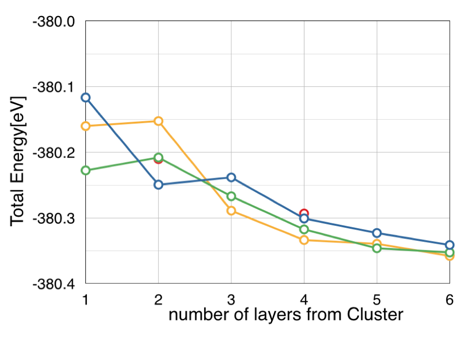 -380.0
-380.1
-380.2
-380.3
-380.4
Total Energy[eV]
1 2 3 4 5 6
number of layers from Cluster